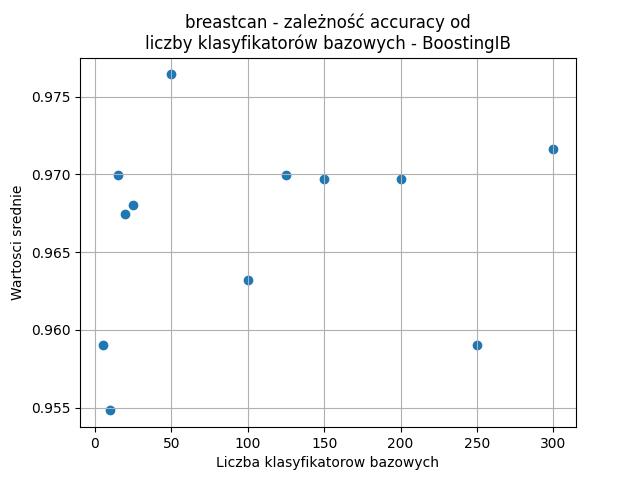 breastcan - zależność accuracy od
liczby klasyfikatorów bazowych - BoostingIB
0.975
0.970
0.965
0.960
0.955
Wartosci srednie
0 50 100 150 200 250 300
Liczba klasyfikatorow bazowych